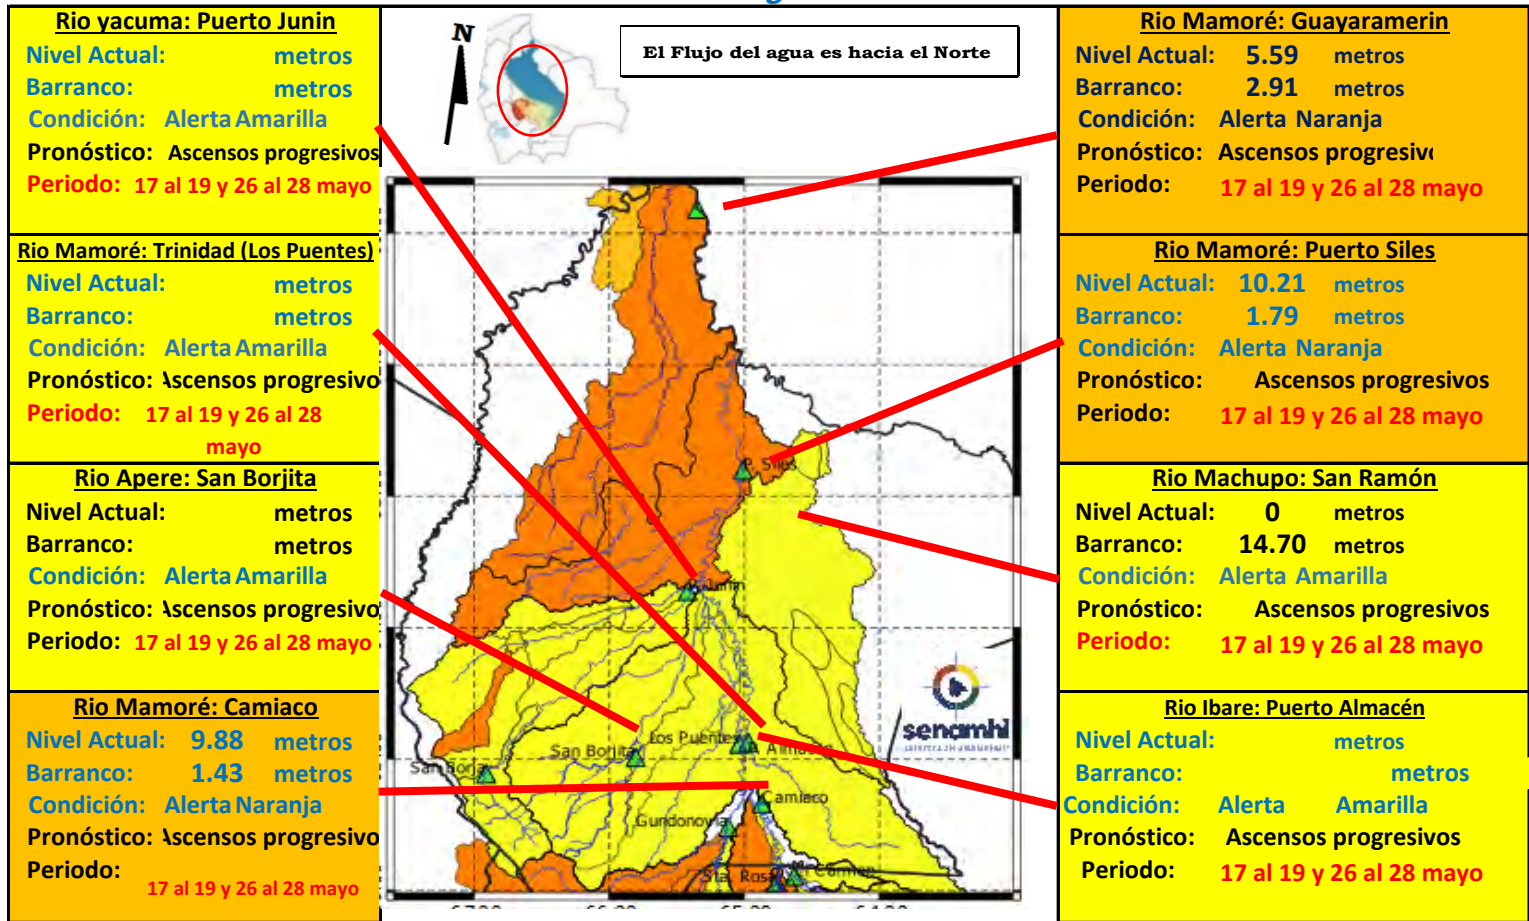 Rio yacuma: Puerto Junin
Nivel Actual: metros
Barranco: metros
Condición: Alerta Amarilla
Pronóstico: Ascensos progresivos
Periodo: 17 al 19 y 26 al 28 mayo
Rio Mamoré: Trinidad (Los Puentes)
Nivel Actual: metros
Barranco: metros
Condición: Alerta Amarilla
Pronóstico: Ascensos progresivo
Periodo: 17 al 19 y 26 al 28
mayo
Rio Apere: San Borjita
Nivel Actual: metros
Barranco: metros
Condición: Alerta Amarilla
Pronóstico: Ascensos progresivo
Periodo: 17 al 19 y 26 al 28 mayo
Rio Mamoré: Camiaco
Nivel Actual: 9.88 metros
Barranco: 1.43 metros
Condición: Alerta Naranja
Pronóstico: Ascensos progresivo
Periodo:
17 al 19 y 26 al 28 mayo
N
El Flujo del agua es hacia el Norte
P. Siles
P. Junin
Los Puentes
P. Almacén
San Borjita
San Borja
Camiaco
Gundonovia
Sta. Rosa
El Carmen
senamhi
Rio Mamoré: Guayaramerin
Nivel Actual: 5.59 metros
Barranco: 2.91 metros
Condición: Alerta Naranja
Pronóstico: Ascensos progresiv
Periodo: 17 al 19 y 26 al 28 mayo
Rio Mamoré: Puerto Siles
Nivel Actual: 10.21 metros
Barranco: 1.79 metros
Condición: Alerta Naranja
Pronóstico: Ascensos progresivos
Periodo: 17 al 19 y 26 al 28 mayo
Rio Machupo: San Ramón
Nivel Actual: 0 metros
Barranco: 14.70 metros
Condición: Alerta Amarilla
Pronóstico: Ascensos progresivos
Periodo: 17 al 19 y 26 al 28 mayo
Rio Ibare: Puerto Almacén
Nivel Actual: metros
Barranco: metros
Condición: Alerta Amarilla
Pronóstico: Ascensos progresivos
Periodo: 17 al 19 y 26 al 28 mayo